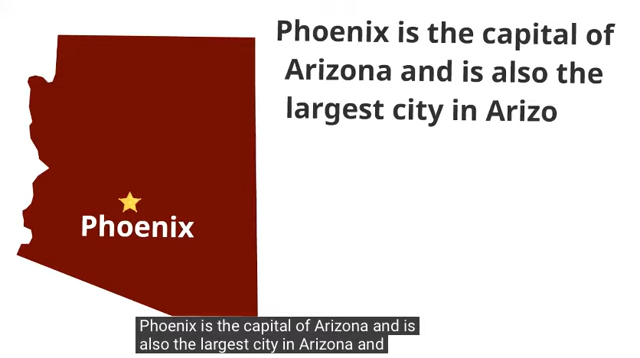 Phoenix is the capital of
Arizona and is also the
largest city in Arizo
Phoenix
Phoenix is the capital of Arizona and is
also the largest city in Arizona and